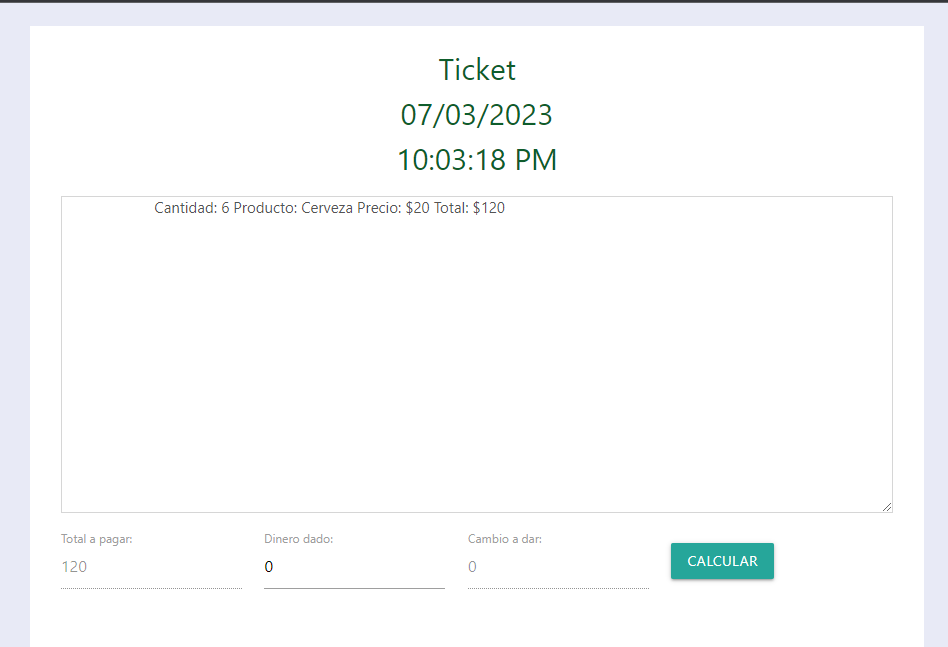 Ticket
07/03/2023
10:03:18 PM
Cantidad: 6 Producto: Cerveza Precio: $20 Total: $120
Total a pagar:
Dinero dado:
Cambio a dar:
120
0
0
CALCULAR